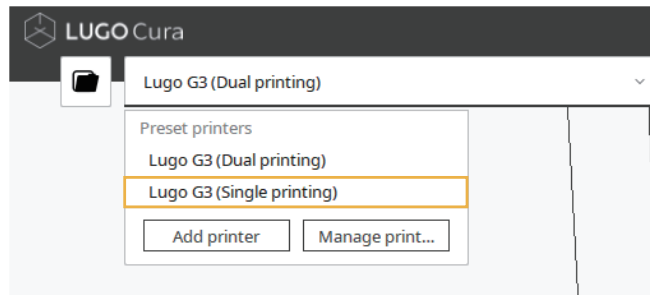 LUGO Cura
Lugo G3 (Dual printing)
Preset printers
Lugo G3 (Dual printing)
Lugo G3 (Single printing)
Add printer Manage print...